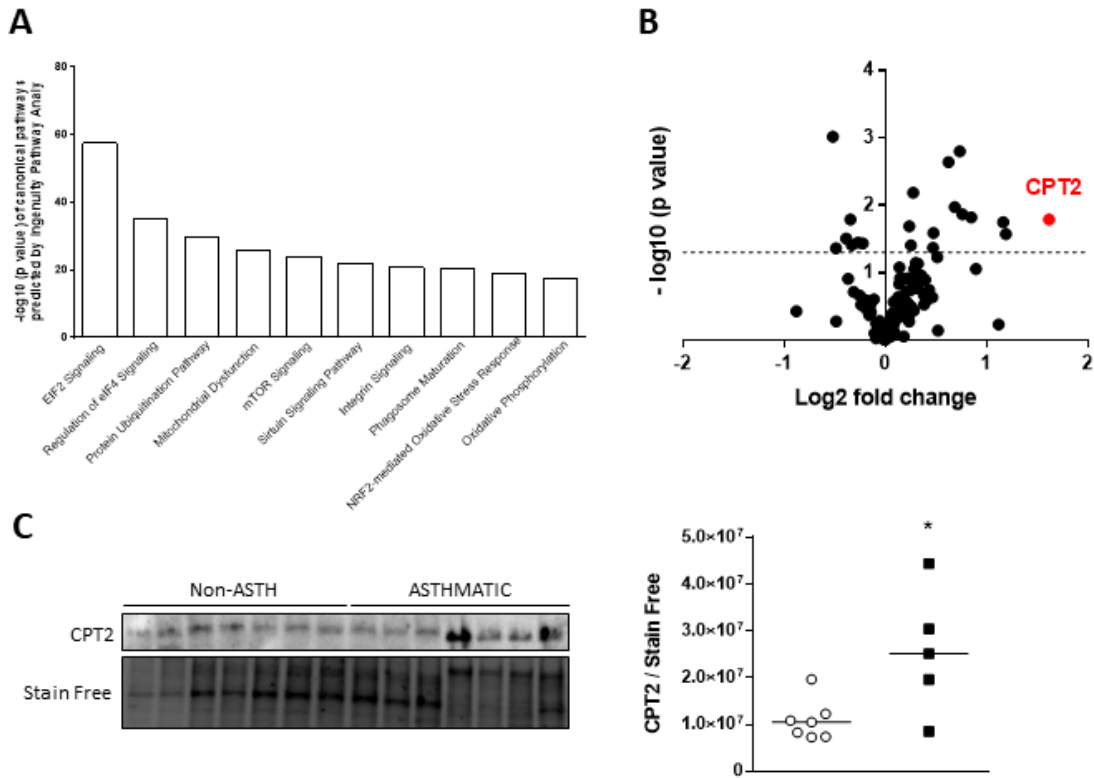 A
-log10 (p value) of canonical pathways
predicted by Ingenuity Pathway Analy
80
60
40
20
0
EIF2 Signaling
Regulation of eIF4 Signaling
Protein Ubiquitination Pathway
Mitochondrial Dysfunction
mTOR Signaling
Sirtuin Signaling Pathway
Integrin Signaling
Phagosome Maturation
NRF2-mediated Oxidative Stress Response
Oxidative Phosphorylation
B
- log10 (p value)
4
3
2
1
CPT2
-2 -1 0 1 2
Log2 fold change
C
Non-ASTH ASTHMATIC
CPT2
Stain Free
CPT2 / Stain Free
5.0×10⁷
4.0×10⁷
3.0×10⁷
2.0×10⁷
1.0×10⁷
0
*